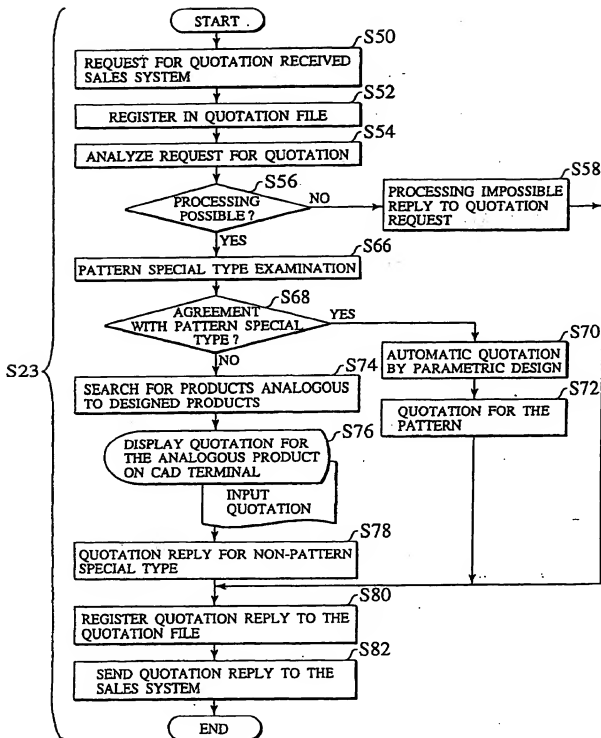 START
S50
REQUEST FOR QUOTATION RECEIVED
SALES SYSTEM
S52
REGISTER IN QUOTATION FILE
S54
ANALYZE REQUEST FOR QUOTATION
S56
PROCESSING
POSSIBLE ?
NO
S58
PROCESSING IMPOSSIBLE
REPLY TO QUOTATION
REQUEST
YES
S66
PATTERN SPECIAL TYPE EXAMINATION
S68
AGREEMENT
WITH PATTERN SPECIAL
TYPE ?
YES
S70
AUTOMATIC QUOTATION
BY PARAMETRIC DESIGN
S72
QUOTATION FOR THE
PATTERN
NO
S23
S74
SEARCH FOR PRODUCTS ANALOGOUS
TO DESIGNED PRODUCTS
S76
DISPLAY QUOTATION FOR
THE ANALOGOUS PRODUCT
ON CAD TERMINAL
INPUT
QUOTATION
S78
QUOTATION REPLY FOR NON-PATTERN
SPECIAL TYPE
S80
REGISTER QUOTATION REPLY TO THE
QUOTATION FILE
S82
SEND QUOTATION REPLY TO THE
SALES SYSTEM
END